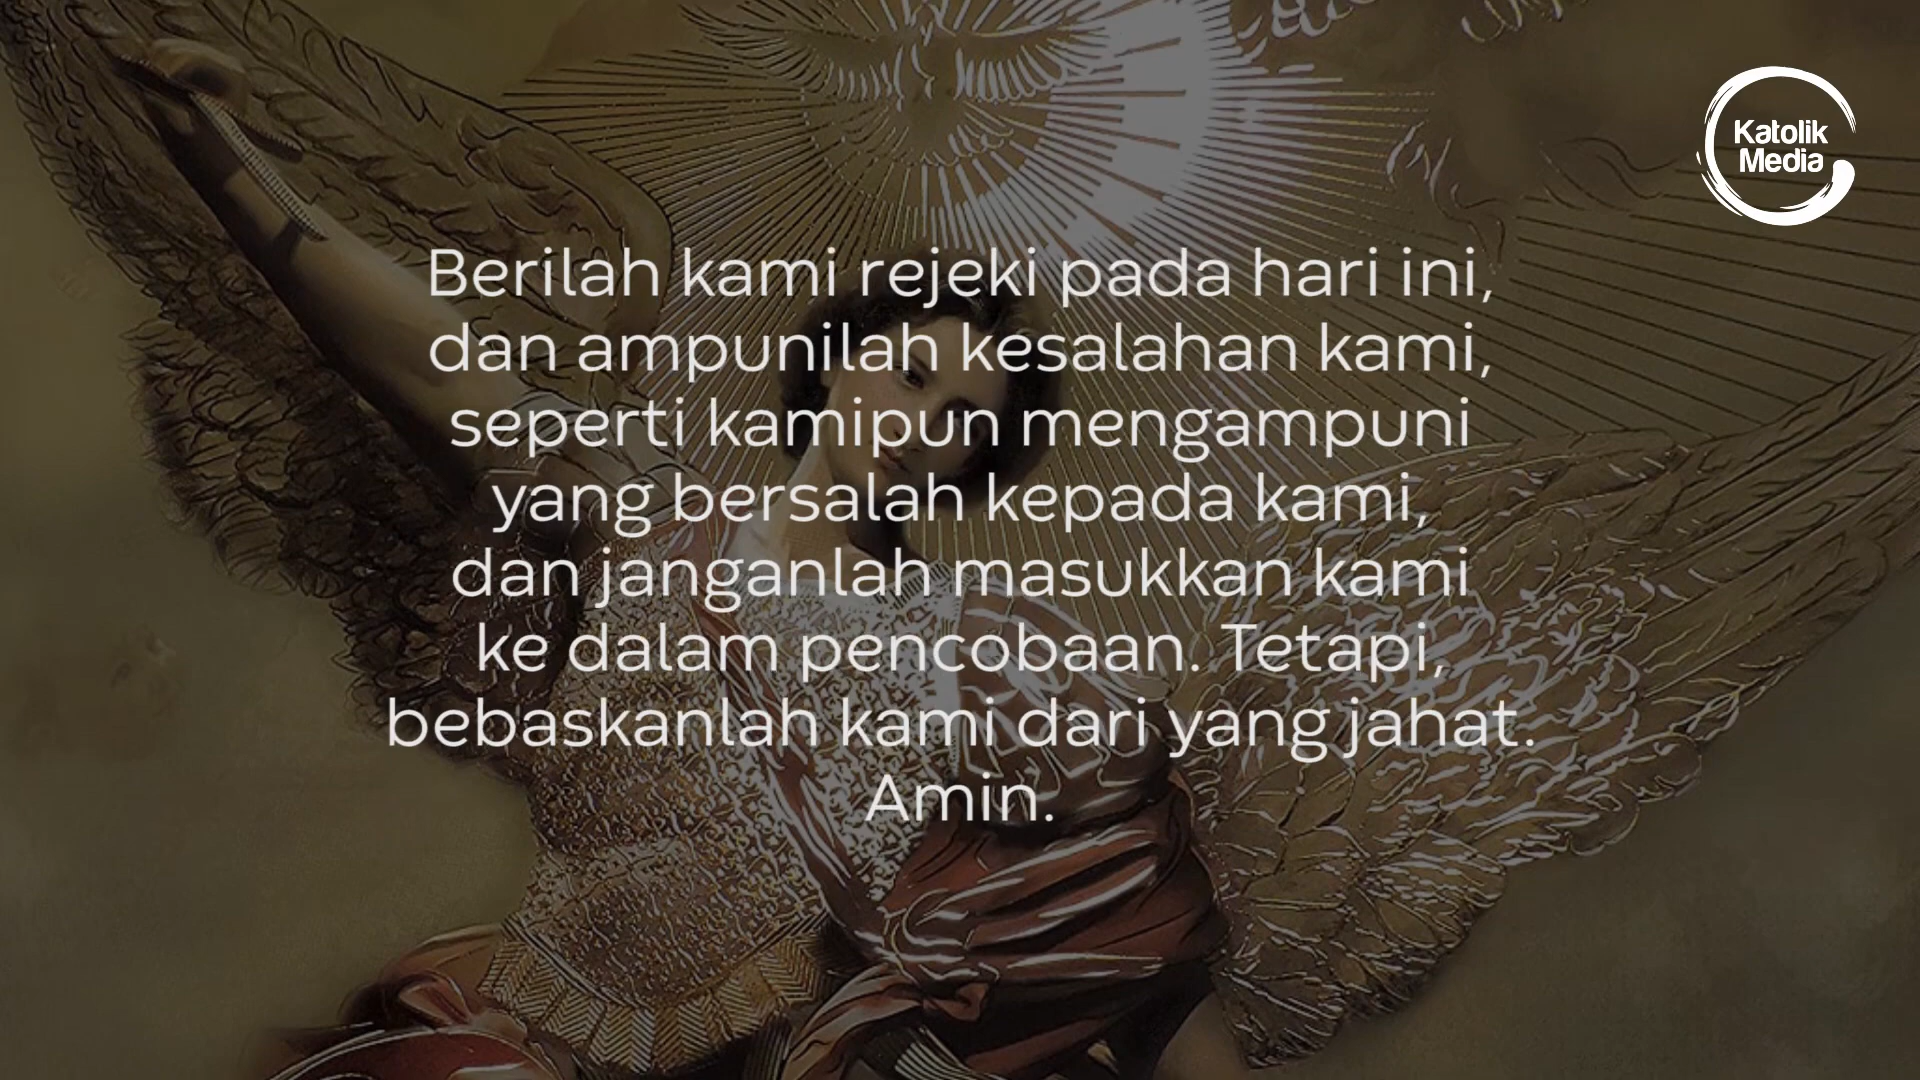 Katolik
Media
Berilah kami rejeki pada hari ini,
dan ampunilah kesalahan kami,
seperti kamipun mengampuni
yang bersalah kepada kami,
dan janganlah masukkan kami
ke dalam pencobaan. Tetapi,
bebaskanlah kami dari yang jahat.
Amin.